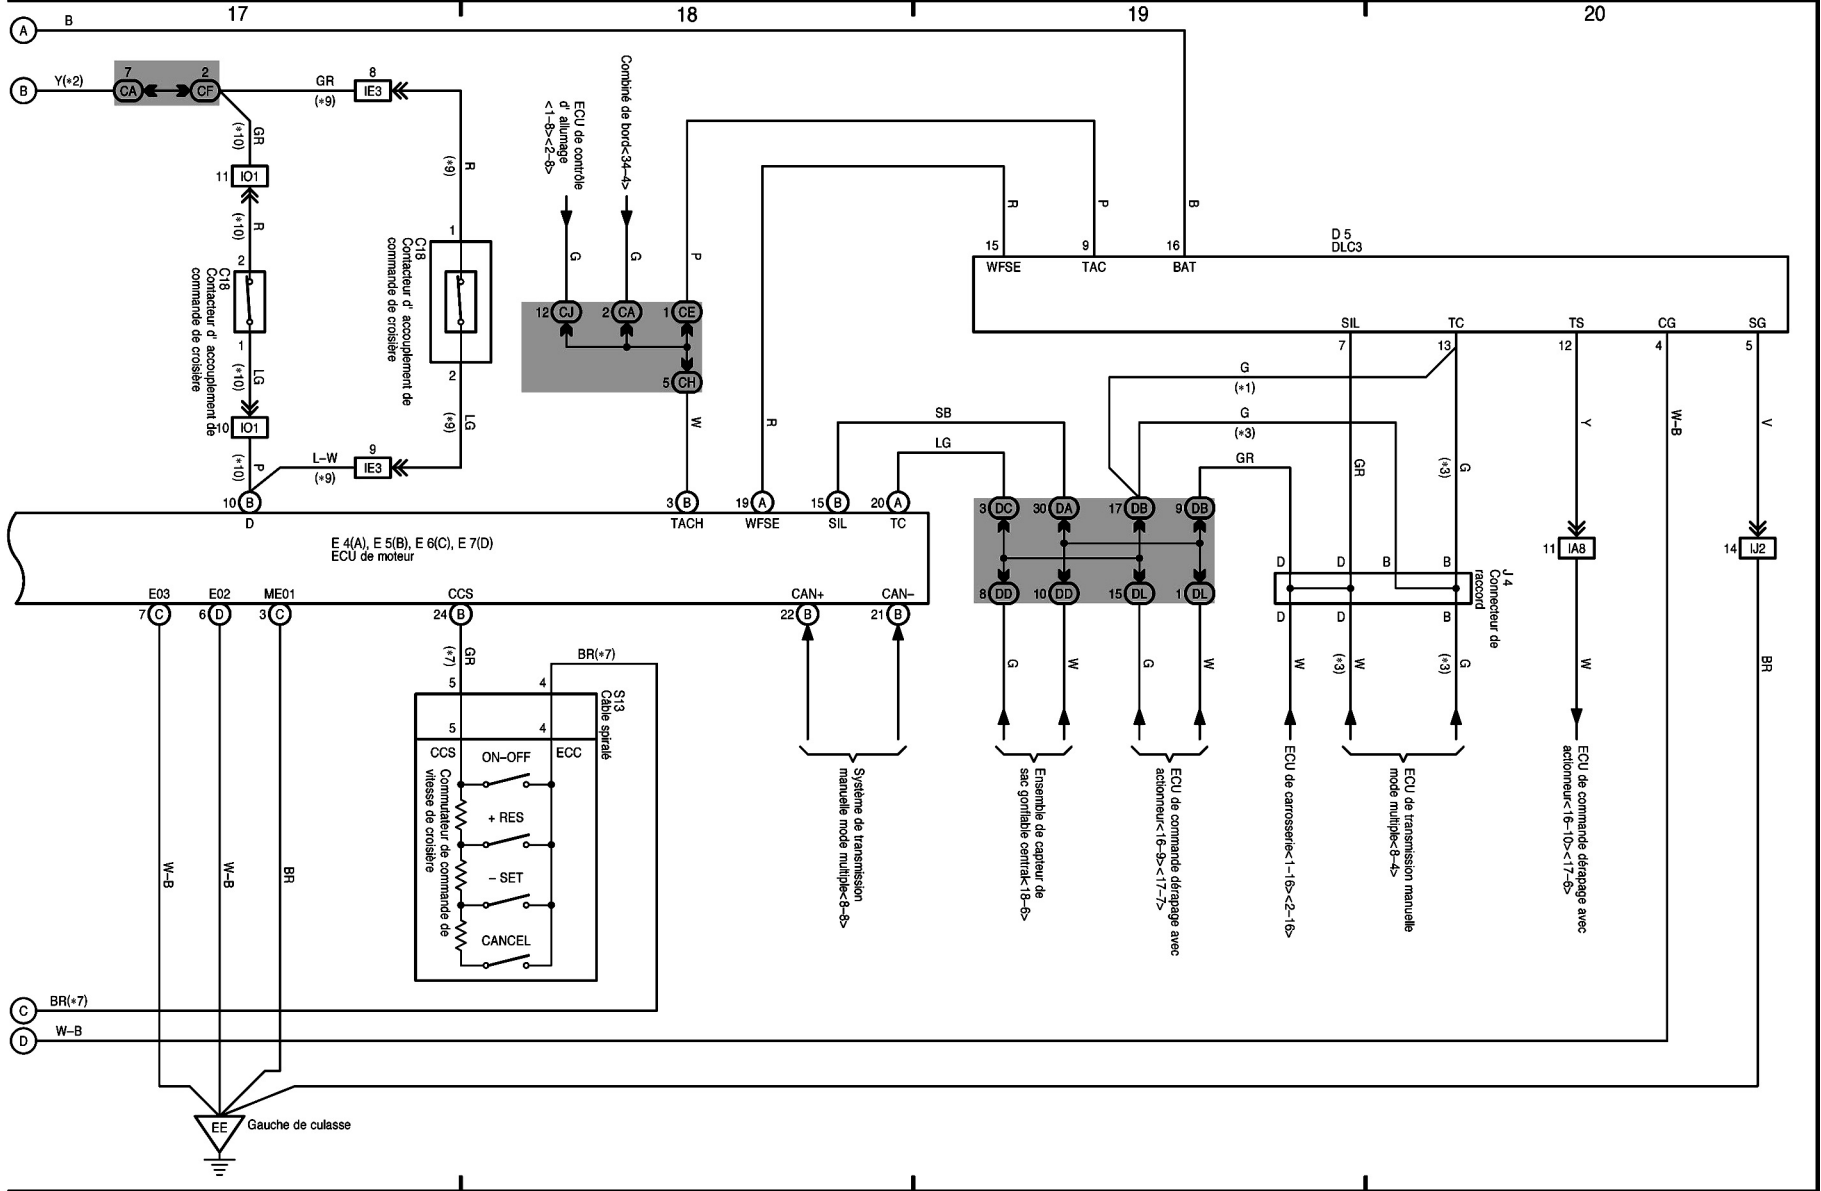 17
18
19
20
A
B
B
Y(*2)
7
CA
2
CF
GR
(*9)
8
IE3
GR
(*10)
11
IO1
R
(*10)
2
C18
Contacteur d' accouplement de
commande de croisière
1
LG
(*10)
10
IO1
P
(*10)
L–W
(*9)
9
IE3
R
(*9)
1
C18
Contacteur d' accouplement de
commande de croisière
2
LG
(*9)
ECU de contrôle
d' allumage
<1–8><2–8>
Combiné de bord<34–4>
G
G
P
12
CJ
2
CA
1
CE
5
CH
W
R
R
P
B
D 5
DLC3
15
WFSE
9
TAC
16
BAT
SIL
7
TC
13
TS
12
CG
4
SG
5
G
(*1)
G
(*3)
GR
SB
LG
GR
G
(*3)
Y
W–B
V
10
B
D
3
B
TACH
19
A
WFSE
15
B
SIL
20
A
TC
E 4(A), E 5(B), E 6(C), E 7(D)
ECU de moteur
E03
7
C
E02
6
D
ME01
3
C
CCS
24
B
CAN+
22
B
CAN–
21
B
3
DC
30
DA
17
DB
9
DB
8
DD
10
DD
15
DL
1
DL
D
D
B
B
J 4
Connecteur de
raccord
D
D
B
11
IA8
14
IJ2
GR
(*7)
BR(*7)
5
4
S13
Câble spiralé
5
4
CCS
ECC
ON–OFF
+ RES
– SET
CANCEL
Commutateur de commande de
vitesse de croisière
G
W
G
W
W
W
(*3)
G
(*3)
W
BR
Système de transmission
manuelle mode multiple<8–8>
Ensemble de capteur de
sac gonflable central<18–6>
ECU de commande dérapage avec
actionneur<16–9><17–7>
ECU de carrosserie<1–16><2–16>
ECU de transmission manuelle
mode multiple<8–4>
ECU de commande dérapage avec
actionneur<16–10><17–6>
W–B
W–B
BR
C
BR(*7)
D
W–B
EE
Gauche de culasse